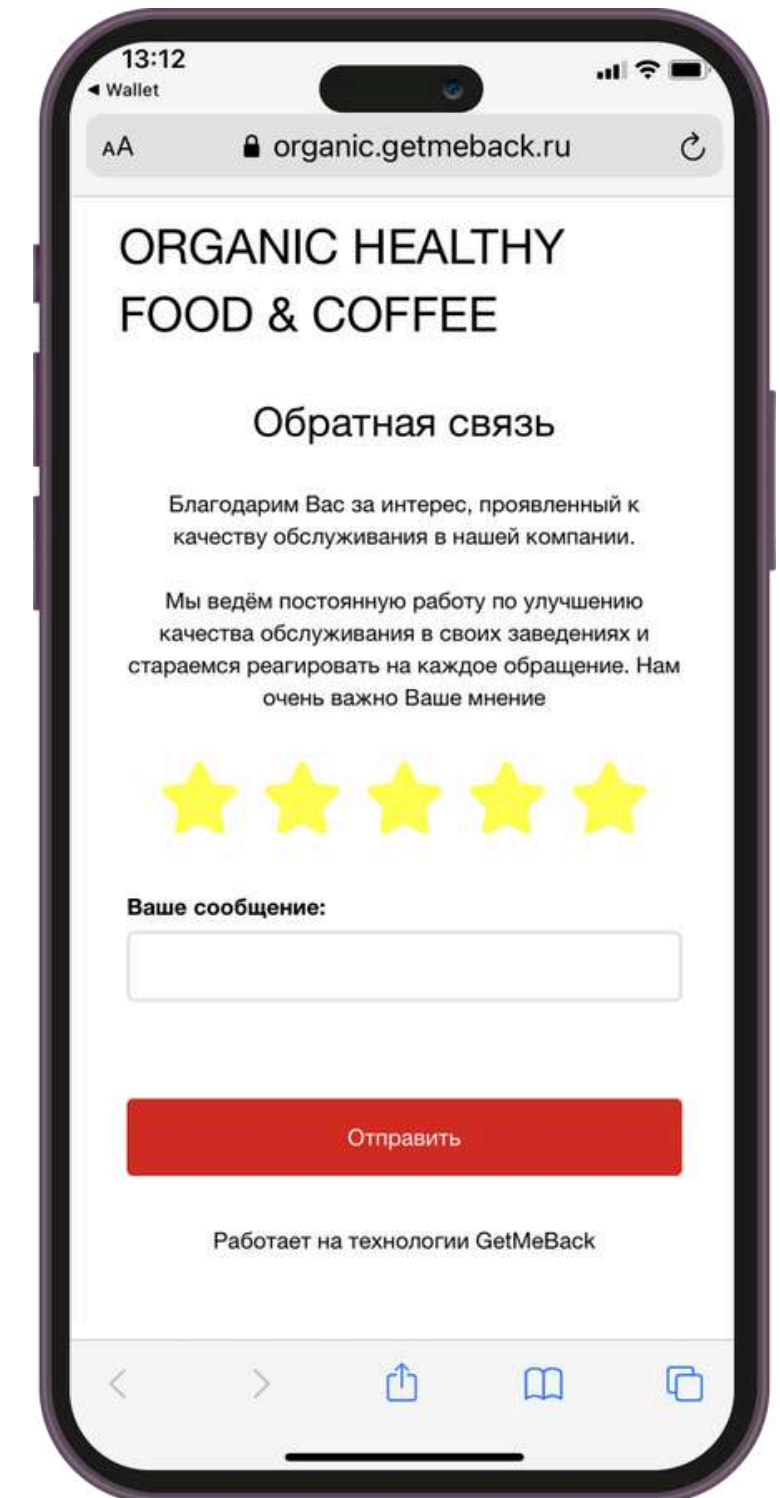 13:12
◀ Wallet
AA organic.getmeback.ru
ORGANIC HEALTHY
FOOD & COFFEE
Обратная связь
Благодарим Вас за интерес, проявленный к
качеству обслуживания в нашей компании.
Мы ведём постоянную работу по улучшению
качества обслуживания в своих заведениях и
стараемся реагировать на каждое обращение. Нам
очень важно Ваше мнение
Ваше сообщение:
Отправить
Работает на технологии GetMeBack